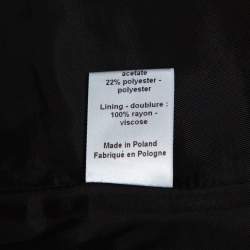 acetate
22% polyester -
polyester
Lining - doublure :
100% rayon -
viscose
Made in Poland
Fabriqué en Pologne